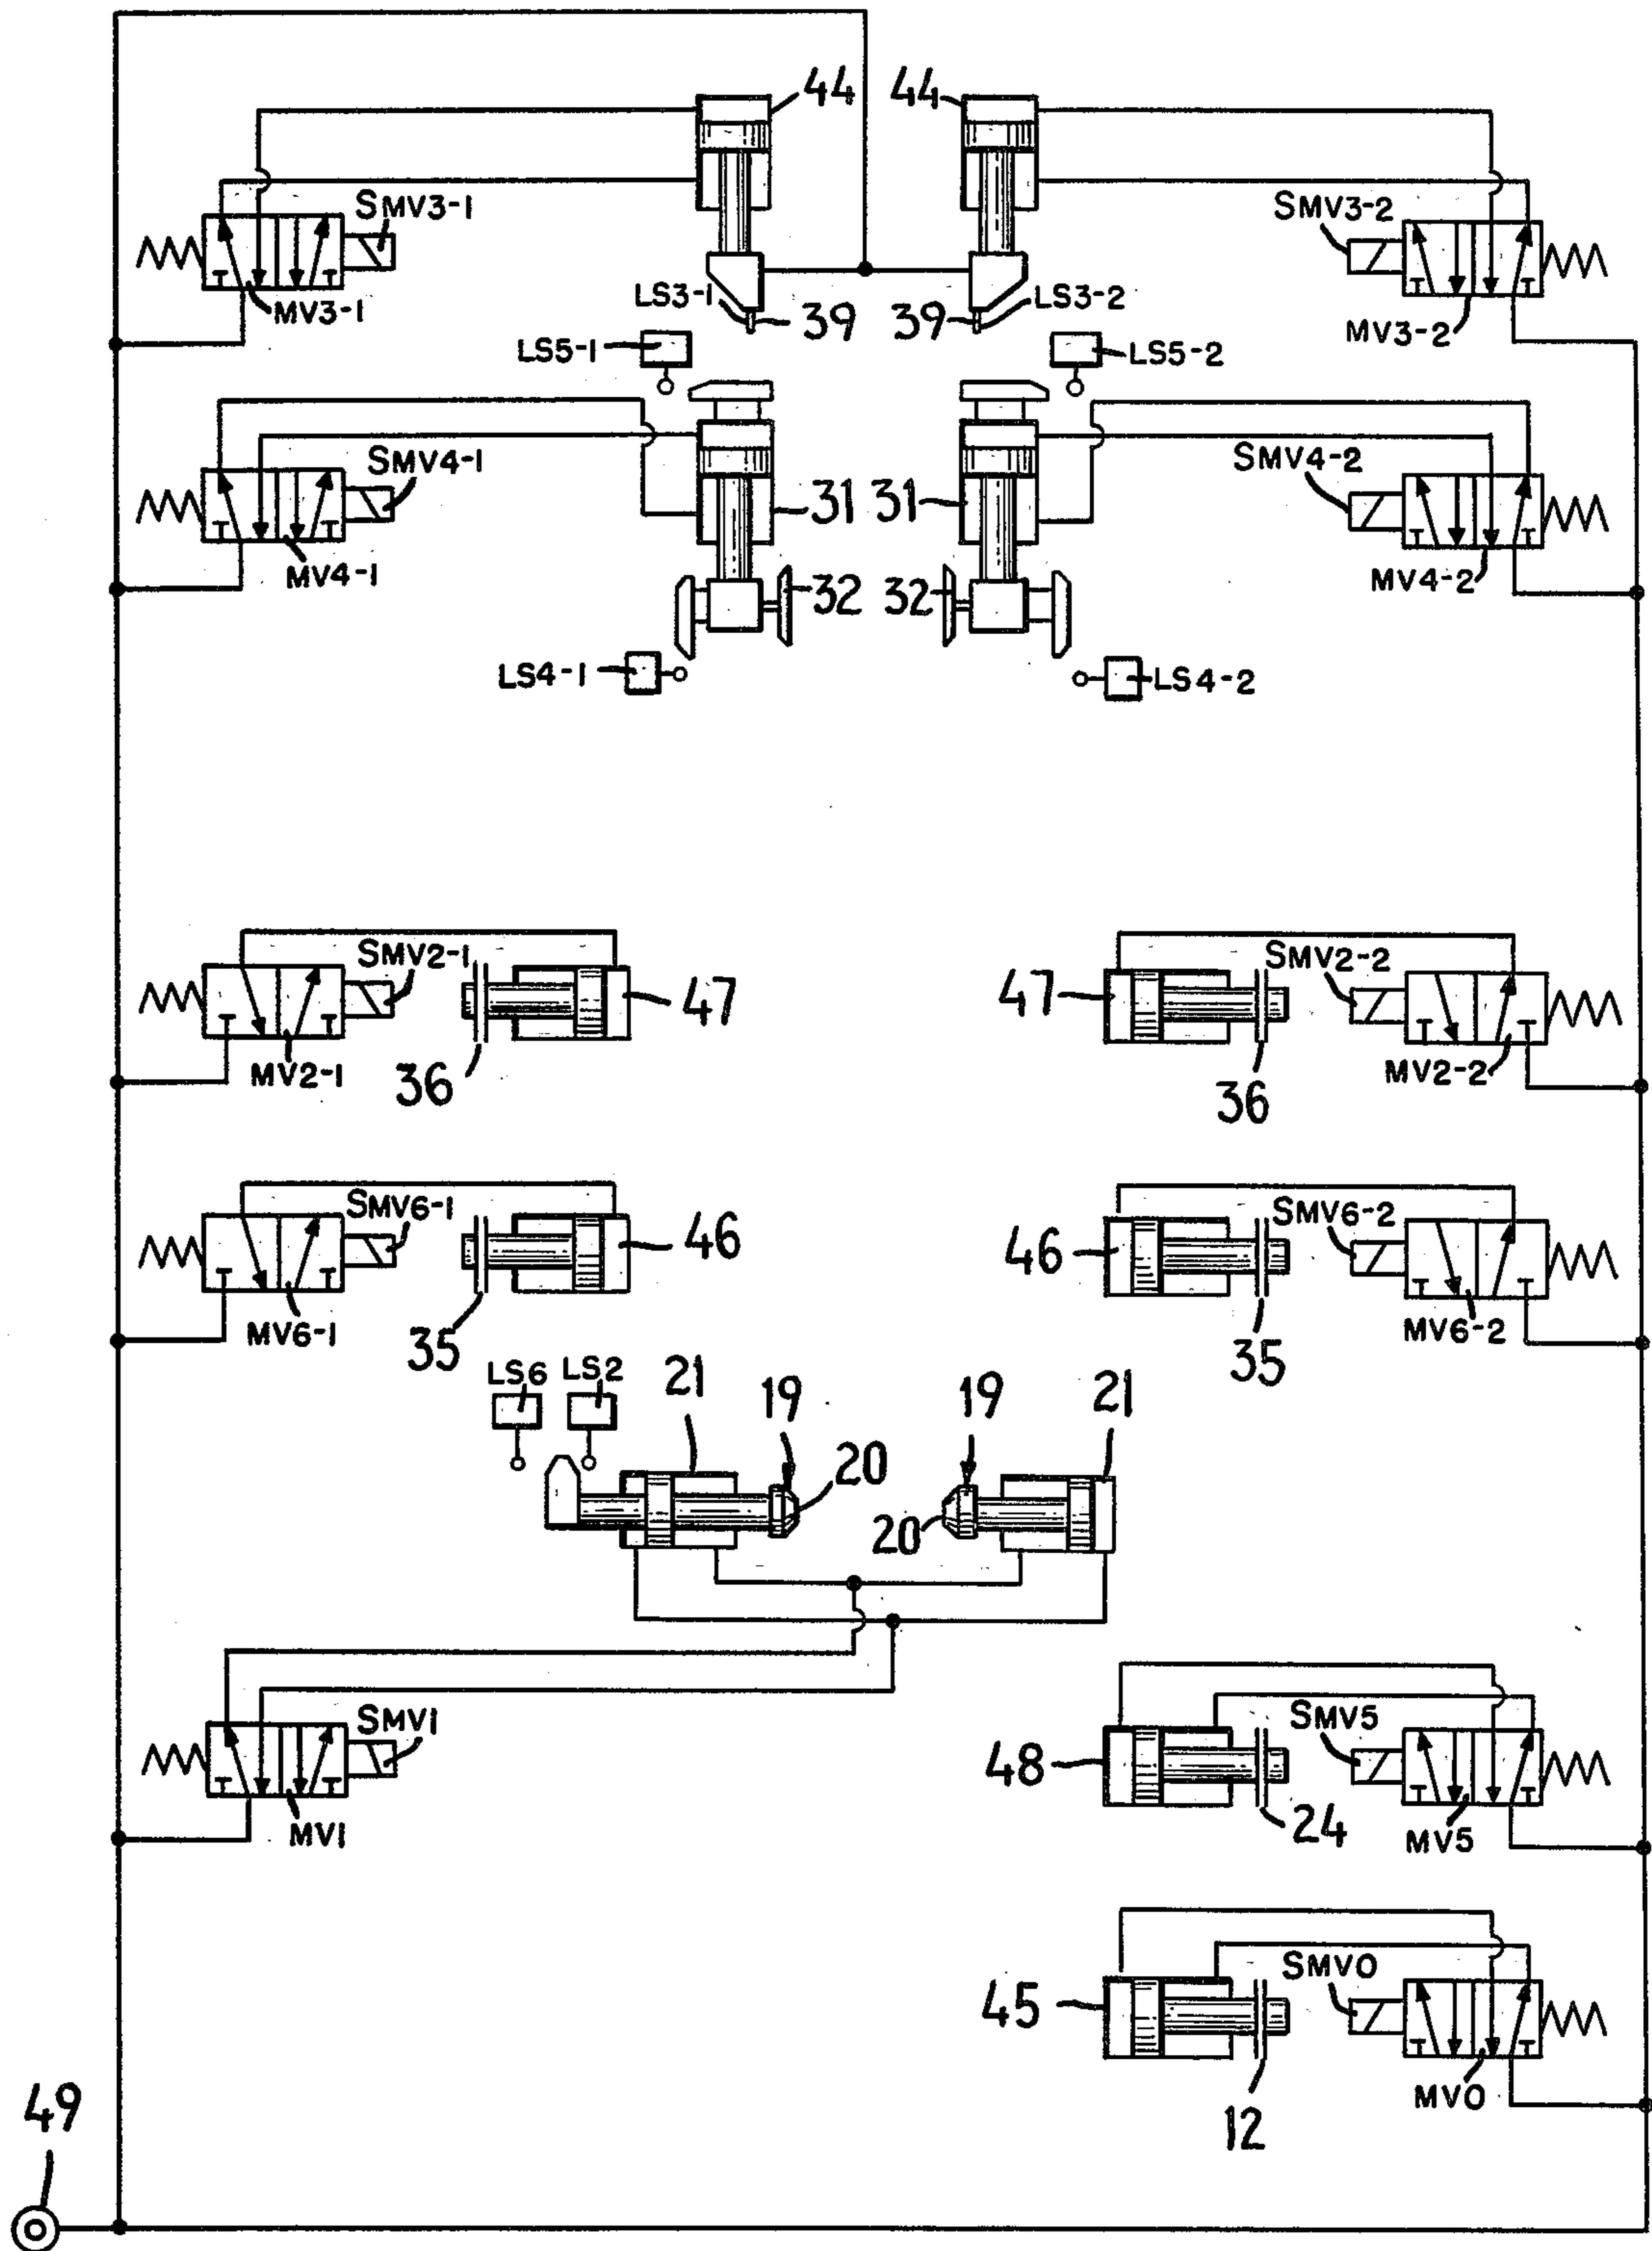 44 44
SMV3-1 SMV3-2
MV3-1 LS3-1 39 39 LS3-2 MV3-2
LS5-1 LS5-2
SMV4-1 SMV4-2
31 31
MV4-1 32 32 MV4-2
LS4-1 LS4-2
SMV2-1 SMV2-2
47 47
MV2-1 36 36 MV2-2
SMV6-1 SMV6-2
46 46
MV6-1 35 35 MV6-2
LS6 LS2 21 19 19 21
20 20
SMV1 SMV5
48
MV1 24 MV5
SMV0
45
49 12 MV0